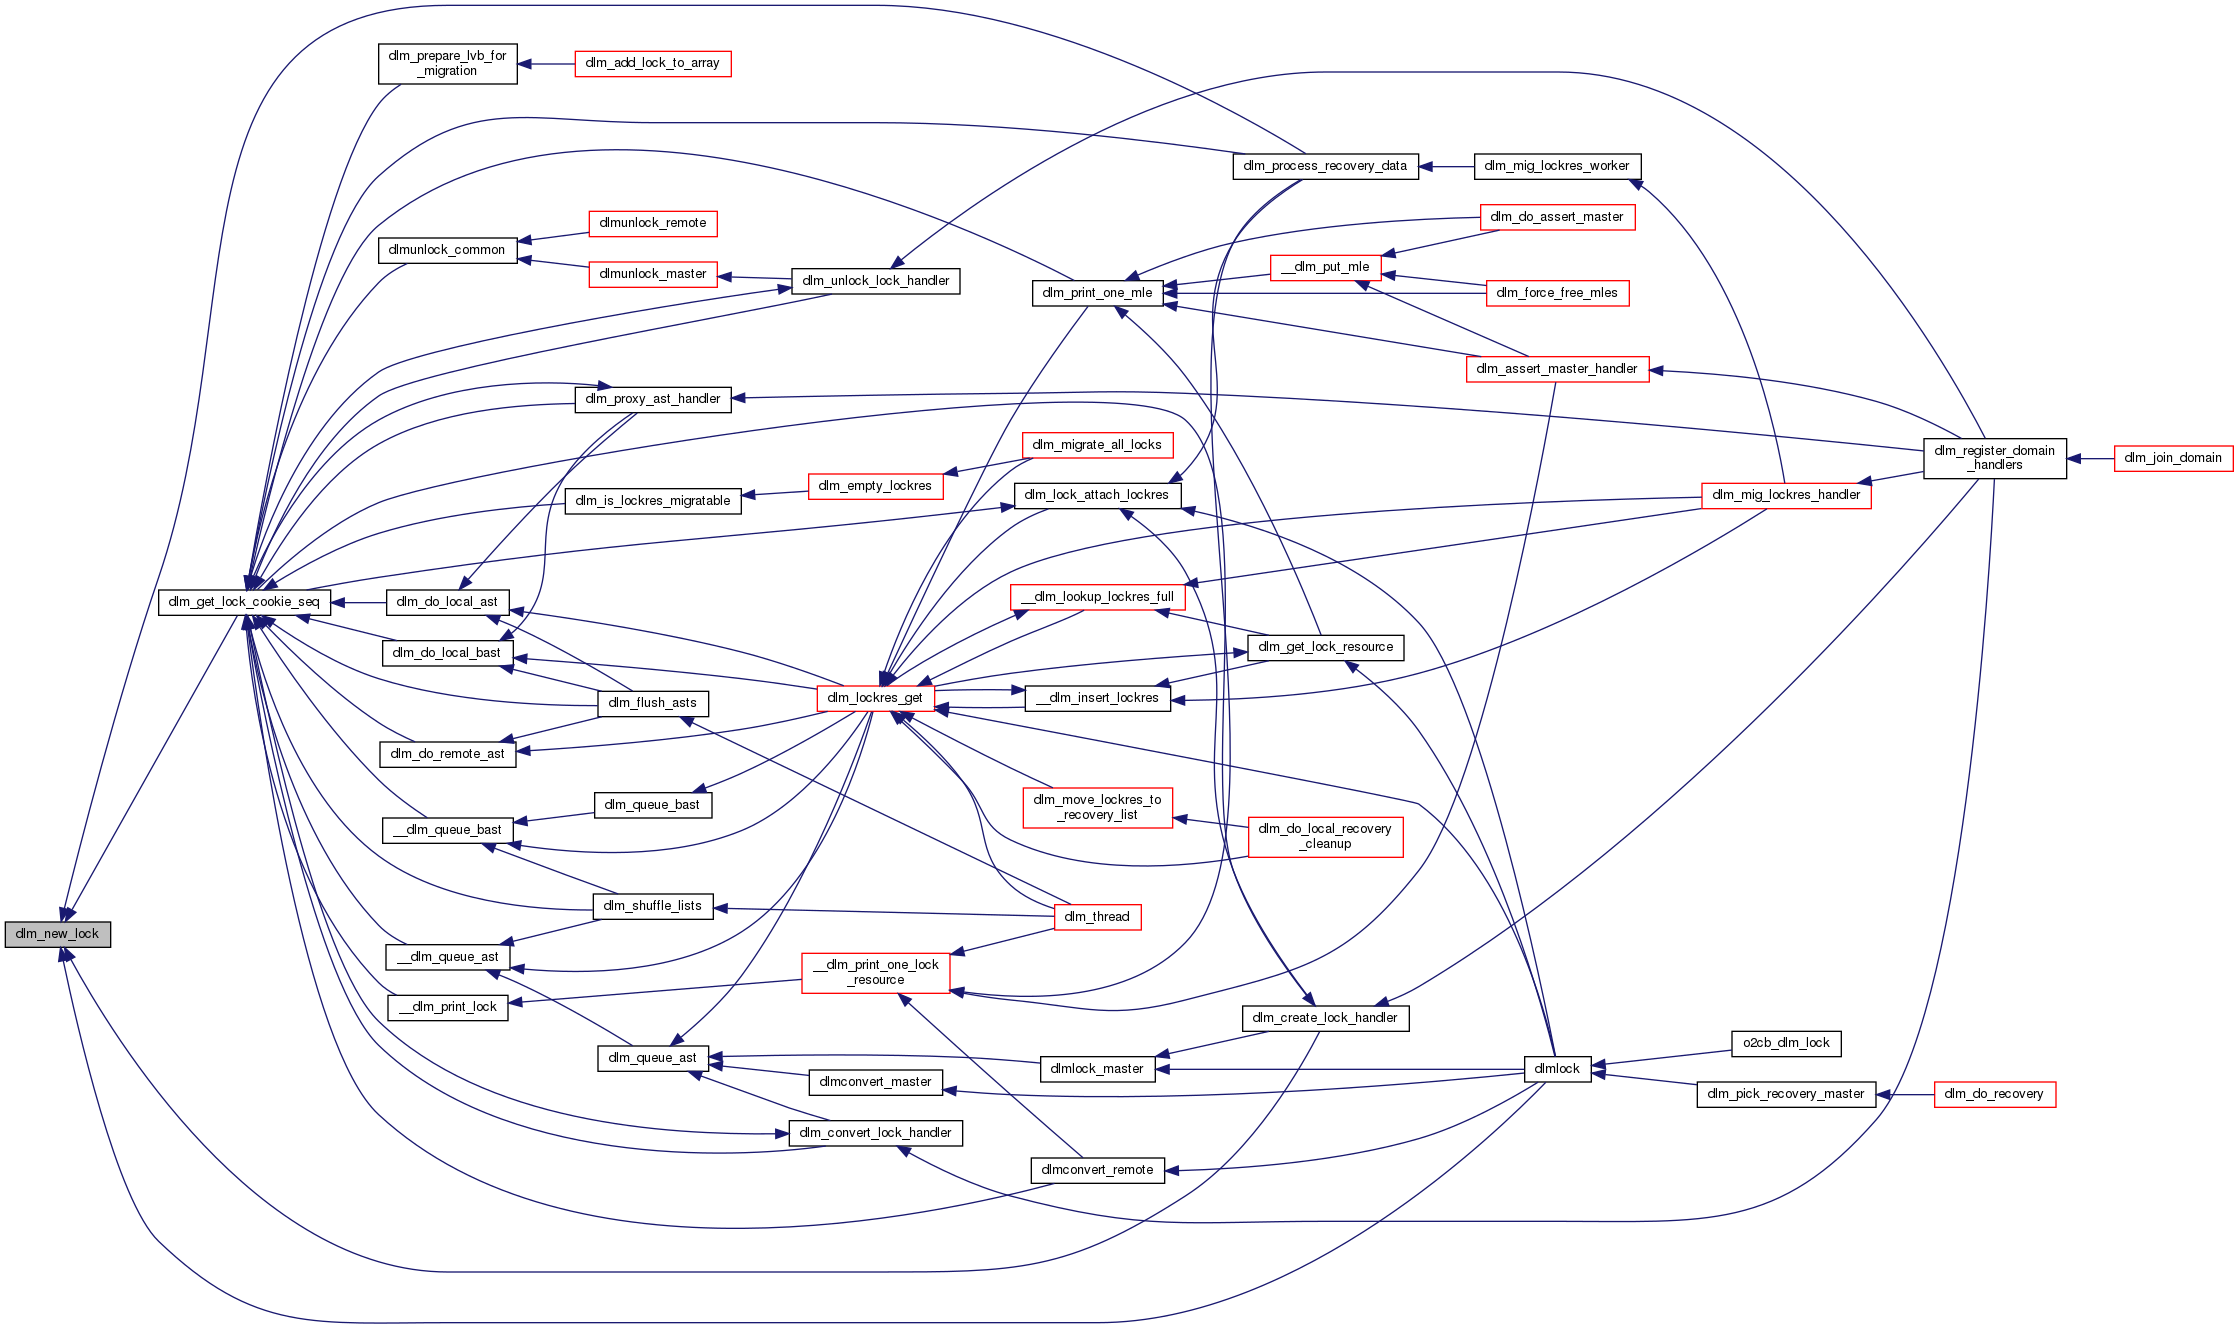 dlm_prepare_lvb_for
_migration
dlm_add_lock_to_array
dlm_process_recovery_data
dlm_mig_lockres_worker
dlmunlock_remote
dlm_do_assert_master
dlmunlock_common
dlmunlock_master
dlm_unlock_lock_handler
__dlm_put_mle
dlm_print_one_mle
dlm_force_free_mles
dlm_assert_master_handler
dlm_proxy_ast_handler
dlm_migrate_all_locks
dlm_register_domain
_handlers
dlm_join_domain
dlm_empty_lockres
dlm_is_lockres_migratable
dlm_lock_attach_lockres
dlm_mig_lockres_handler
dlm_get_lock_cookie_seq
dlm_do_local_ast
__dlm_lookup_lockres_full
dlm_do_local_bast
dlm_get_lock_resource
dlm_flush_asts
dlm_lockres_get
__dlm_insert_lockres
dlm_do_remote_ast
dlm_queue_bast
dlm_move_lockres_to
_recovery_list
__dlm_queue_bast
dlm_do_local_recovery
_cleanup
dlm_shuffle_lists
dlm_thread
dlm_new_lock
__dlm_queue_ast
__dlm_print_one_lock
_resource
__dlm_print_lock
dlm_create_lock_handler
o2cb_dlm_lock
dlm_queue_ast
dlmlock_master
dlmlock
dlmconvert_master
dlm_pick_recovery_master
dlm_do_recovery
dlm_convert_lock_handler
dlmconvert_remote